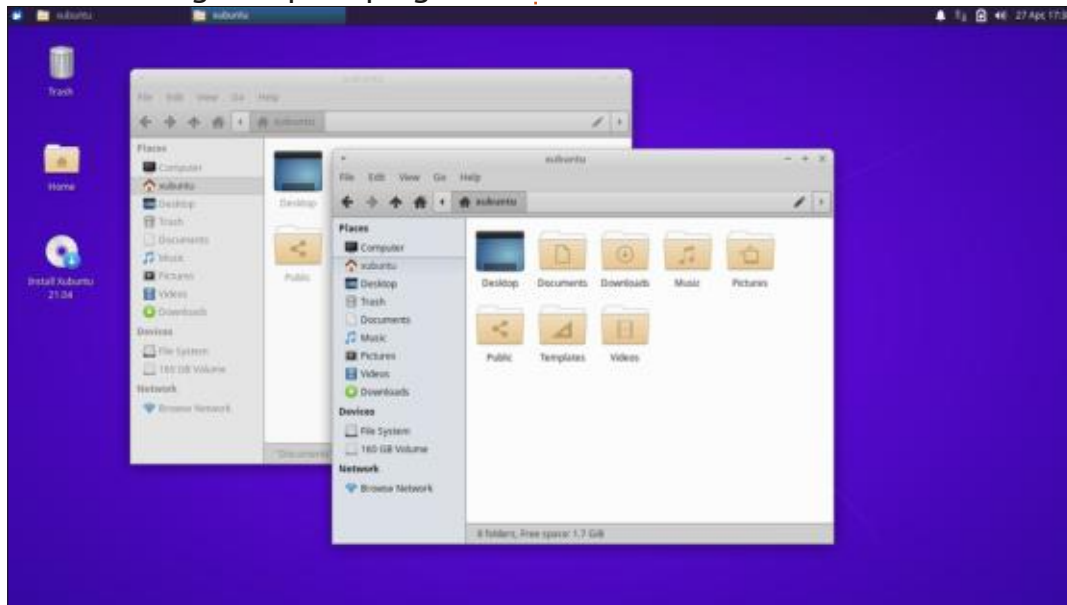 xubuntu
xubuntu
27 Apr, 17:3
Trash
Home
Install Xubuntu
21.04
xubuntu
File Edit View Go Help
xubuntu
Places
Computer
xubuntu
Desktop
Trash
Documents
Music
Pictures
Videos
Downloads
Devices
File System
160 GB Volume
Network
Browse Network
Desktop
Public
xubuntu
File Edit View Go Help
xubuntu
Places
Computer
xubuntu
Desktop
Trash
Documents
Music
Pictures
Videos
Downloads
Devices
File System
160 GB Volume
Network
Browse Network
Desktop Documents Downloads Music Pictures
Public Templates Videos
8 folders, Free space: 1.7 GiB